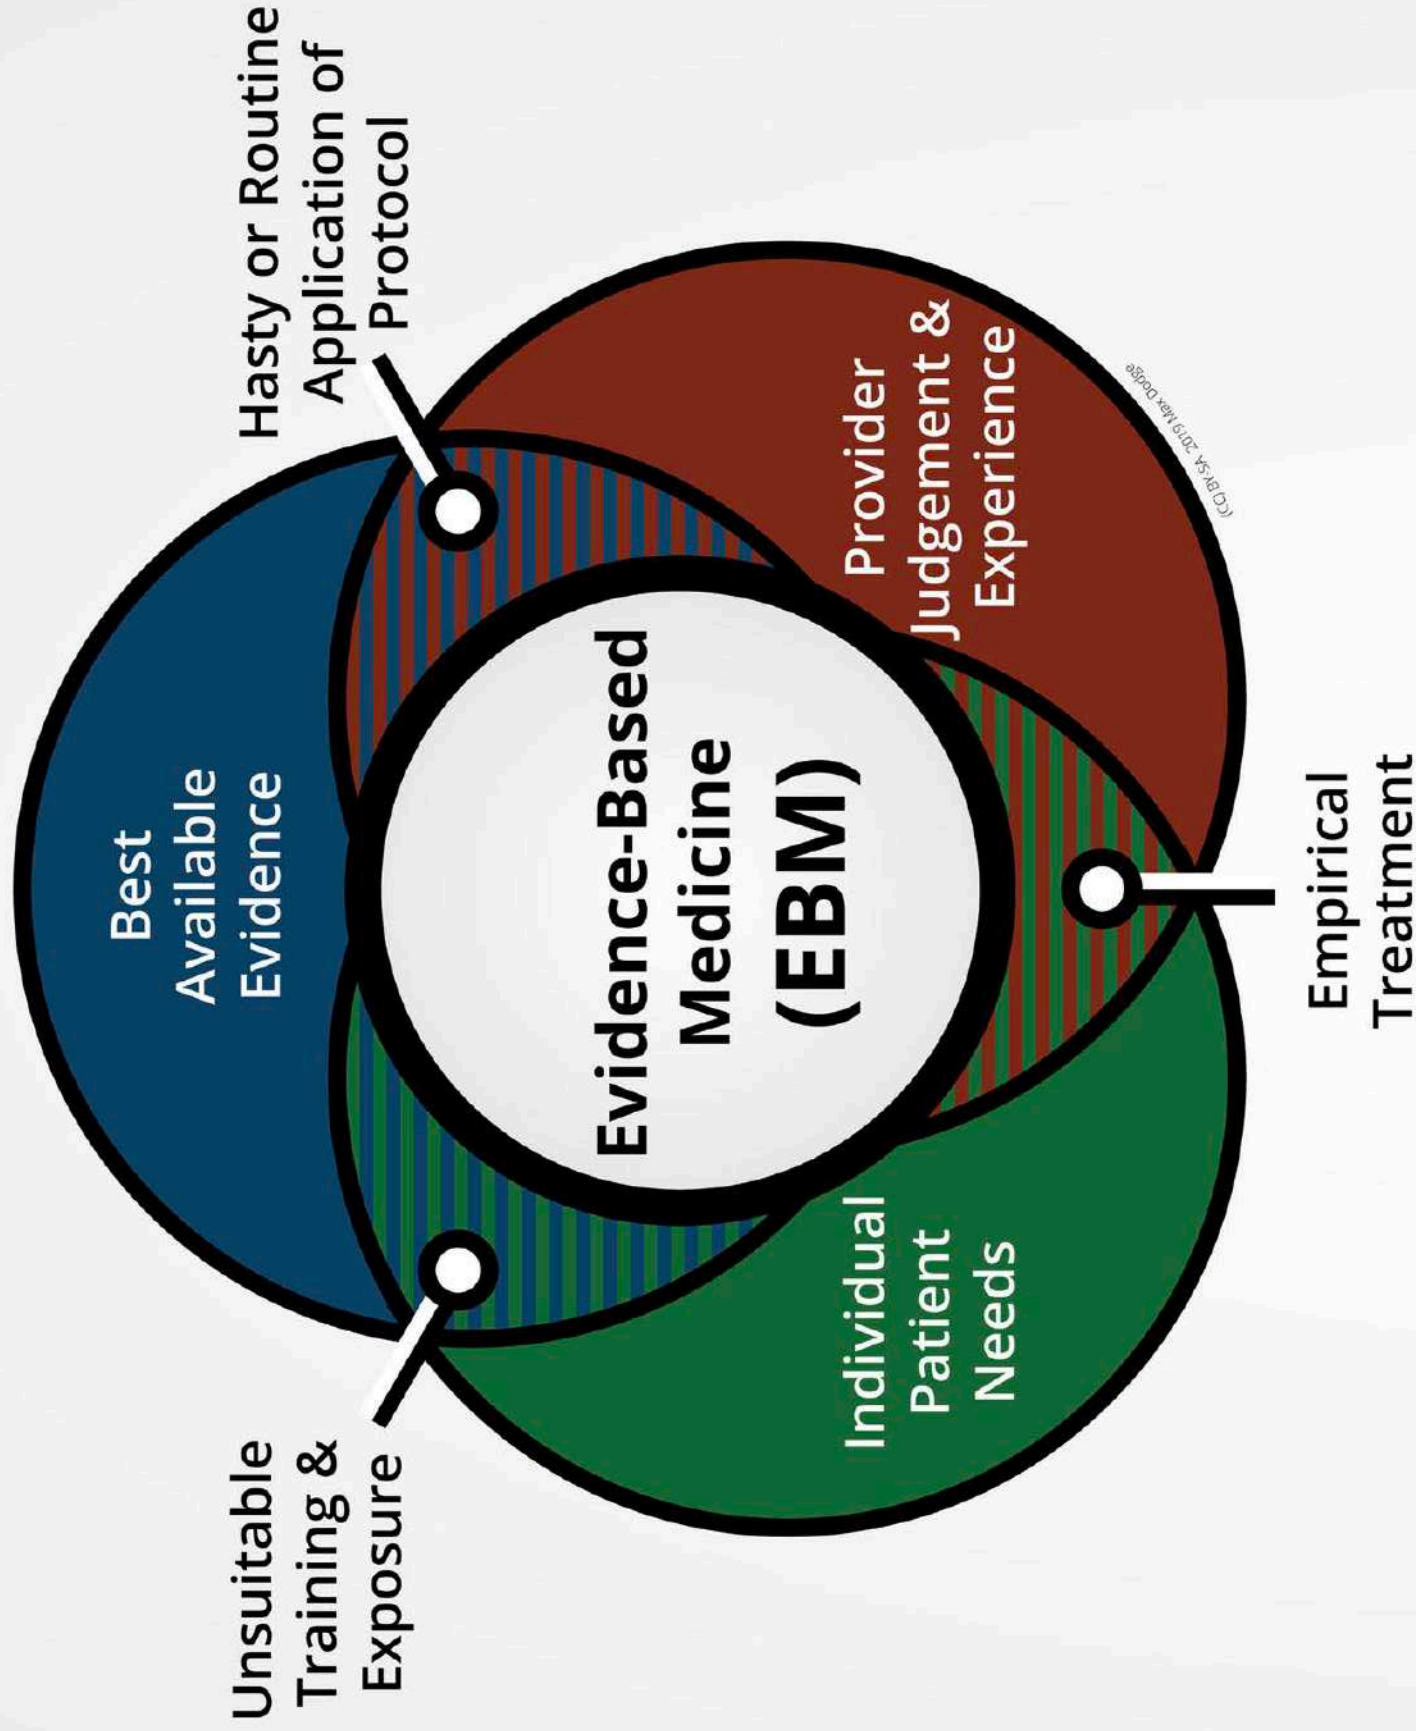 Best
Available
Evidence
Unsuitable
Training &
Exposure
Hasty or Routine
Application of
Protocol
Evidence-Based
Medicine
(EBM)
Individual
Patient
Needs
Provider
Judgement &
Experience
Empirical
Treatment
(CC) BY-SA 2019 Max Dodge